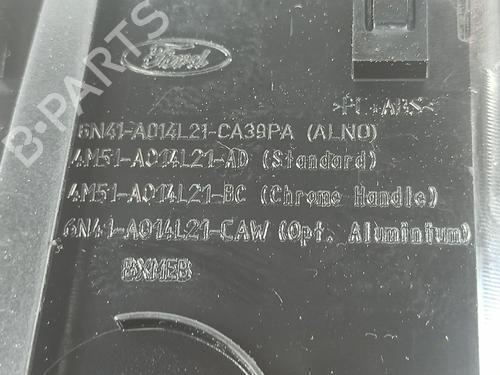 Ford
>PC+ABS<
6N41-A014L21-CA39PA (ALNO)
4M51-A014L21-AD (Standard)
4M51-A014L21-BC (Chrome Handle)
6N41-A014L21-CAW (Opt. Aluminium)
BXMEB
B-PARTS